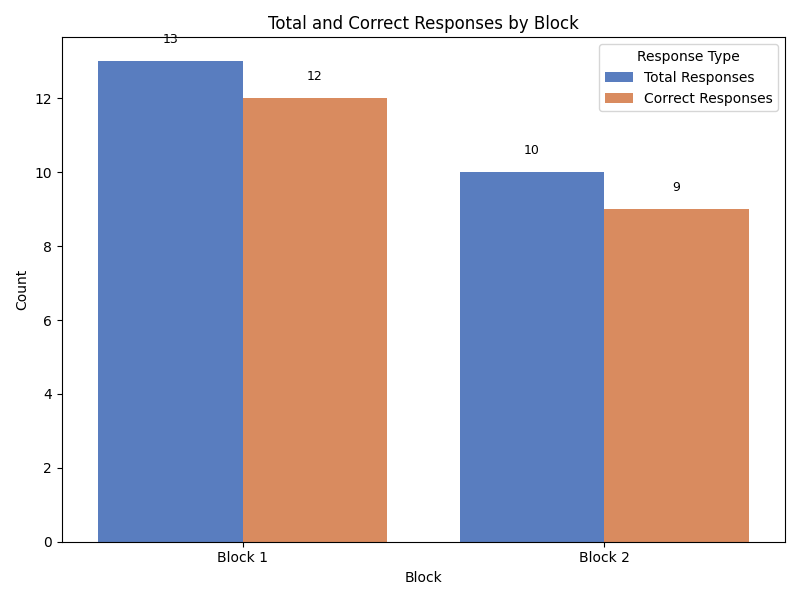 Total and Correct Responses by Block
13
12
10
9
Response Type
Total Responses
Correct Responses
12
10
8
6
4
2
0
Count
Block 1
Block 2
Block